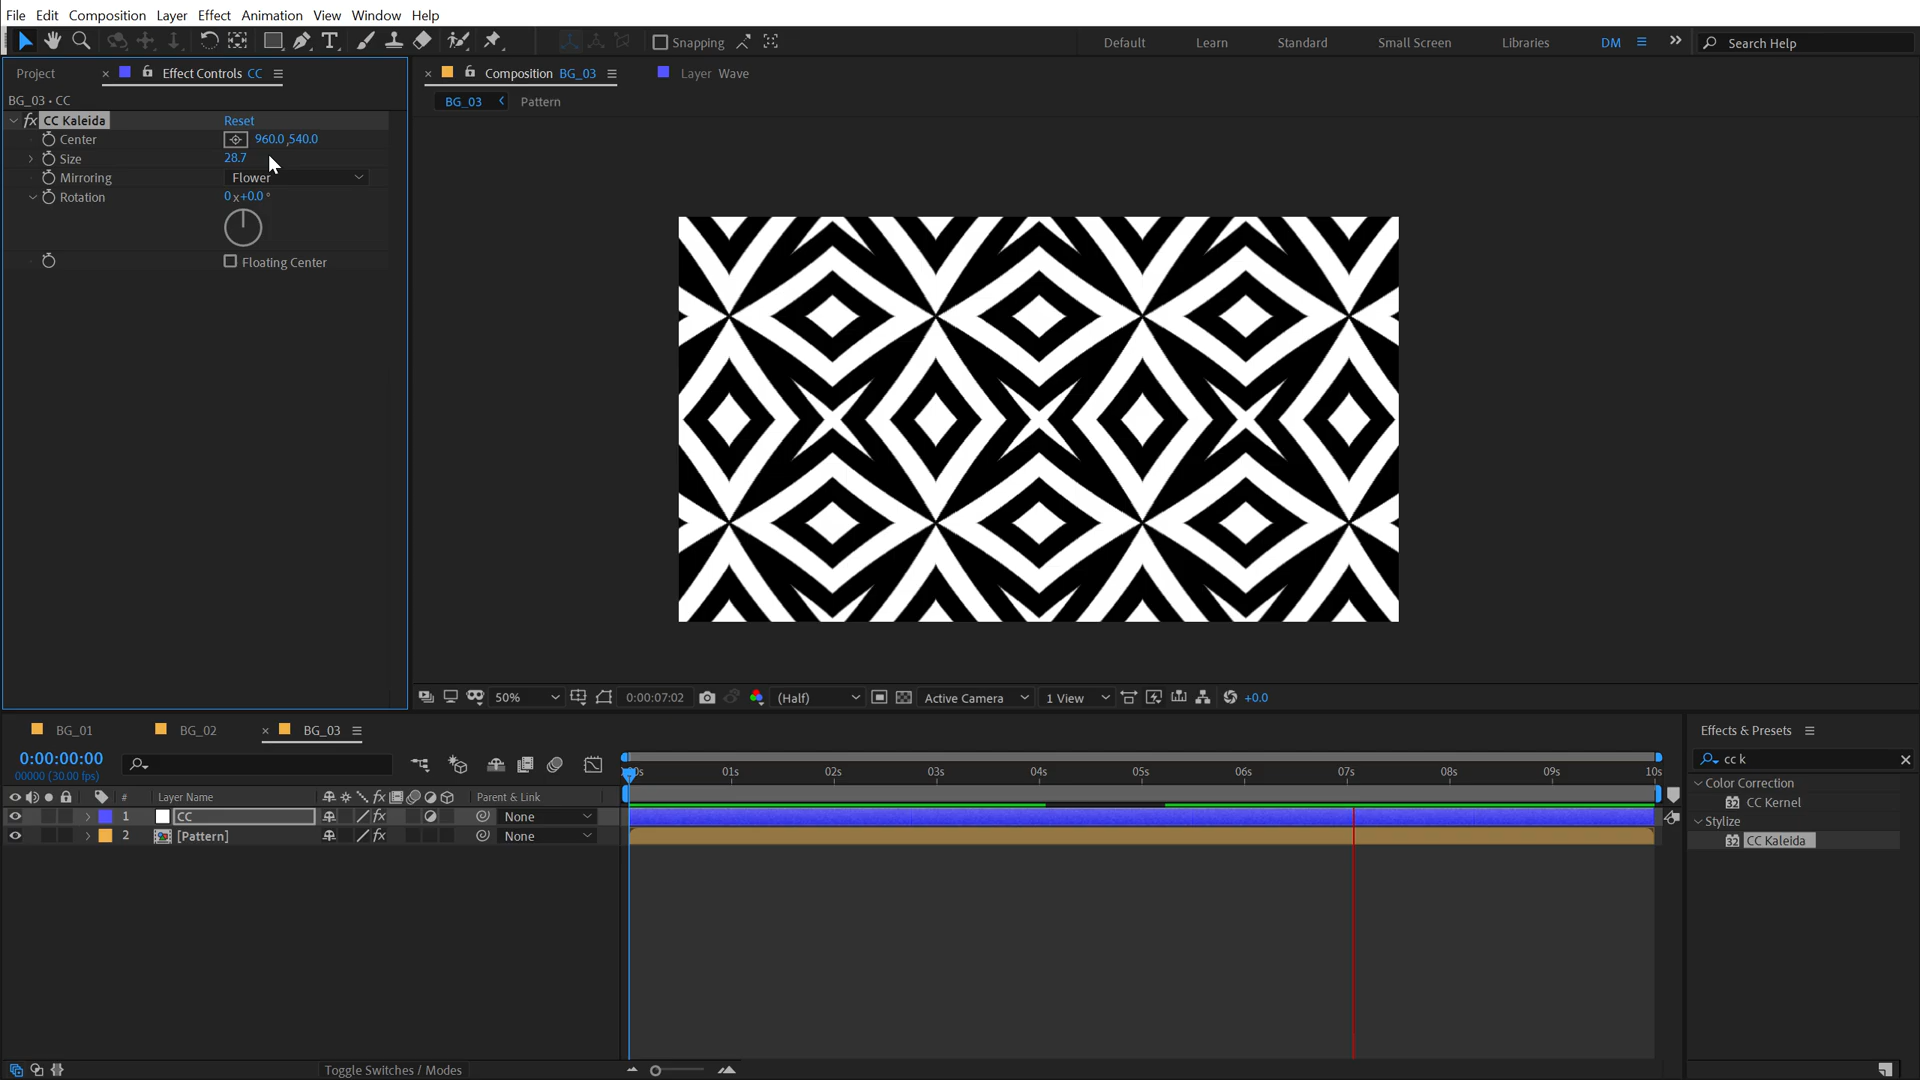 File Edit Composition Layer Effect Animation View Window Help
Snapping
Default Learn Standard Small Screen Libraries DM Search Help
Project × Effect Controls CC
× Composition BG_03 Layer Wave
BG_03 • CC
BG_03 Pattern
fx CC Kaleida Reset
Center 960.0,540.0
Size 28.7
Mirroring Flower
Rotation 0x+0.0°
Floating Center
50% 0:00:07:02 (Half) Active Camera 1 View +0.0
BG_01 BG_02 × BG_03
Effects & Presets
0:00:00:00
00000 (30.00 fps)
cc k
01s 02s 03s 04s 05s 06s 07s 08s 09s 10s
# Layer Name Parent & Link
1 CC None
2 [Pattern] None
Color Correction
CC Kernel
Stylize
CC Kaleida
Toggle Switches / Modes